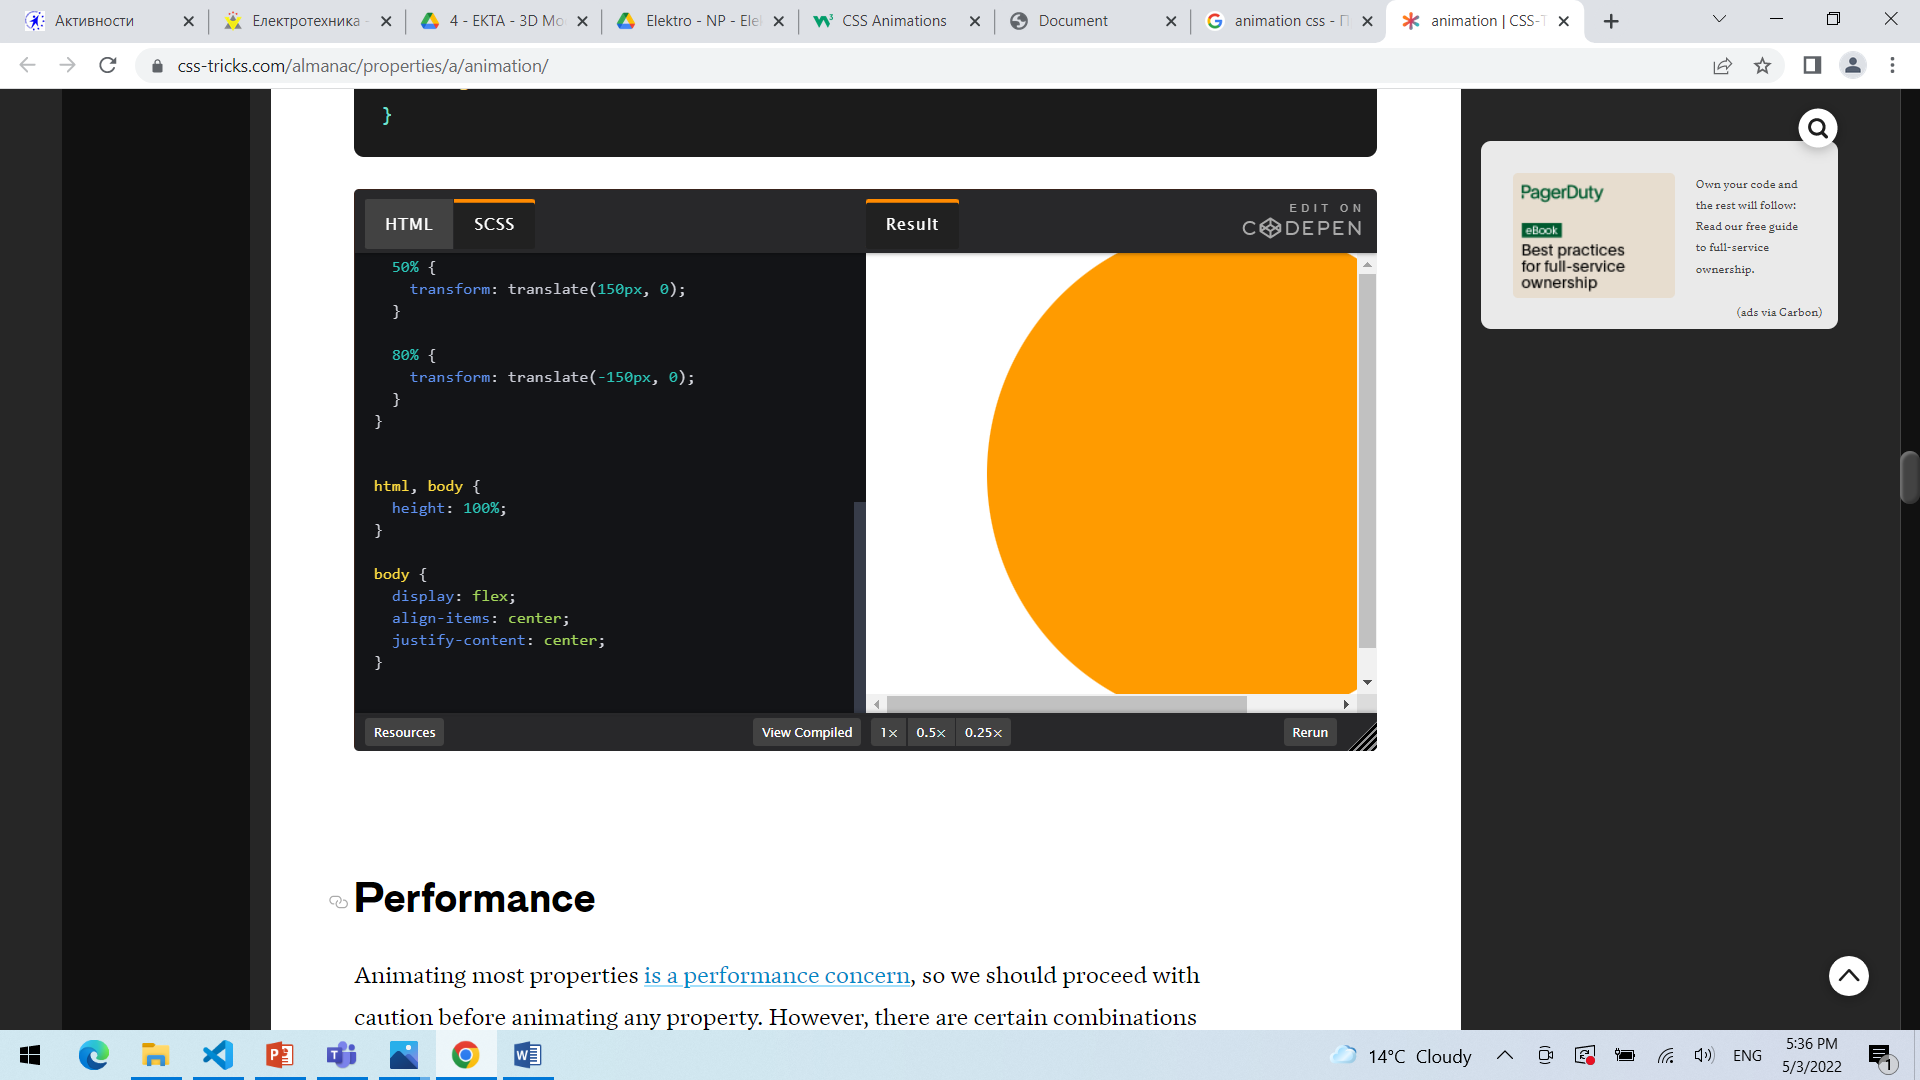 Активности
Електротехника -
4 - EKTA - 3D Mo
Elektro - NP - Ele
CSS Animations
Document
animation css - П
animation | CSS-T
css-tricks.com/almanac/properties/a/animation/
}
HTML
SCSS
Result
EDIT ON
CODEPEN
50% {
transform: translate(150px, 0);
}
80% {
transform: translate(-150px, 0);
}
}
html, body {
height: 100%;
}
body {
display: flex;
align-items: center;
justify-content: center;
}
Resources
View Compiled
1×
0.5×
0.25×
Rerun
PagerDuty
eBook
Best practices
for full-service
ownership
Own your code and
the rest will follow:
Read our free guide
to full-service
ownership.
(ads via Carbon)
Performance
Animating most properties is a performance concern, so we should proceed with
caution before animating any property. However, there are certain combinations
14°C Cloudy
ENG
5:36 PM
5/3/2022
1